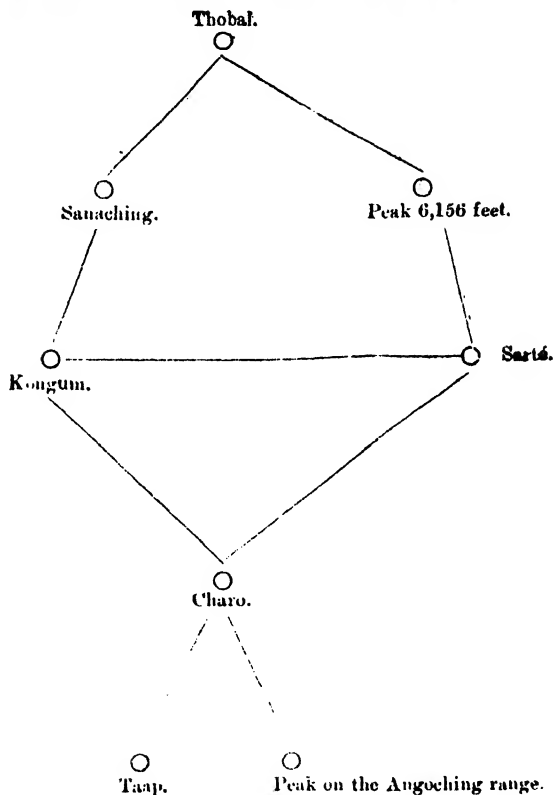 Thobal.
Sanaching.
Peak 6,156 feet.
Kongum.
Sarté.
Charo.
Taap.
Peak on the Angoching range.